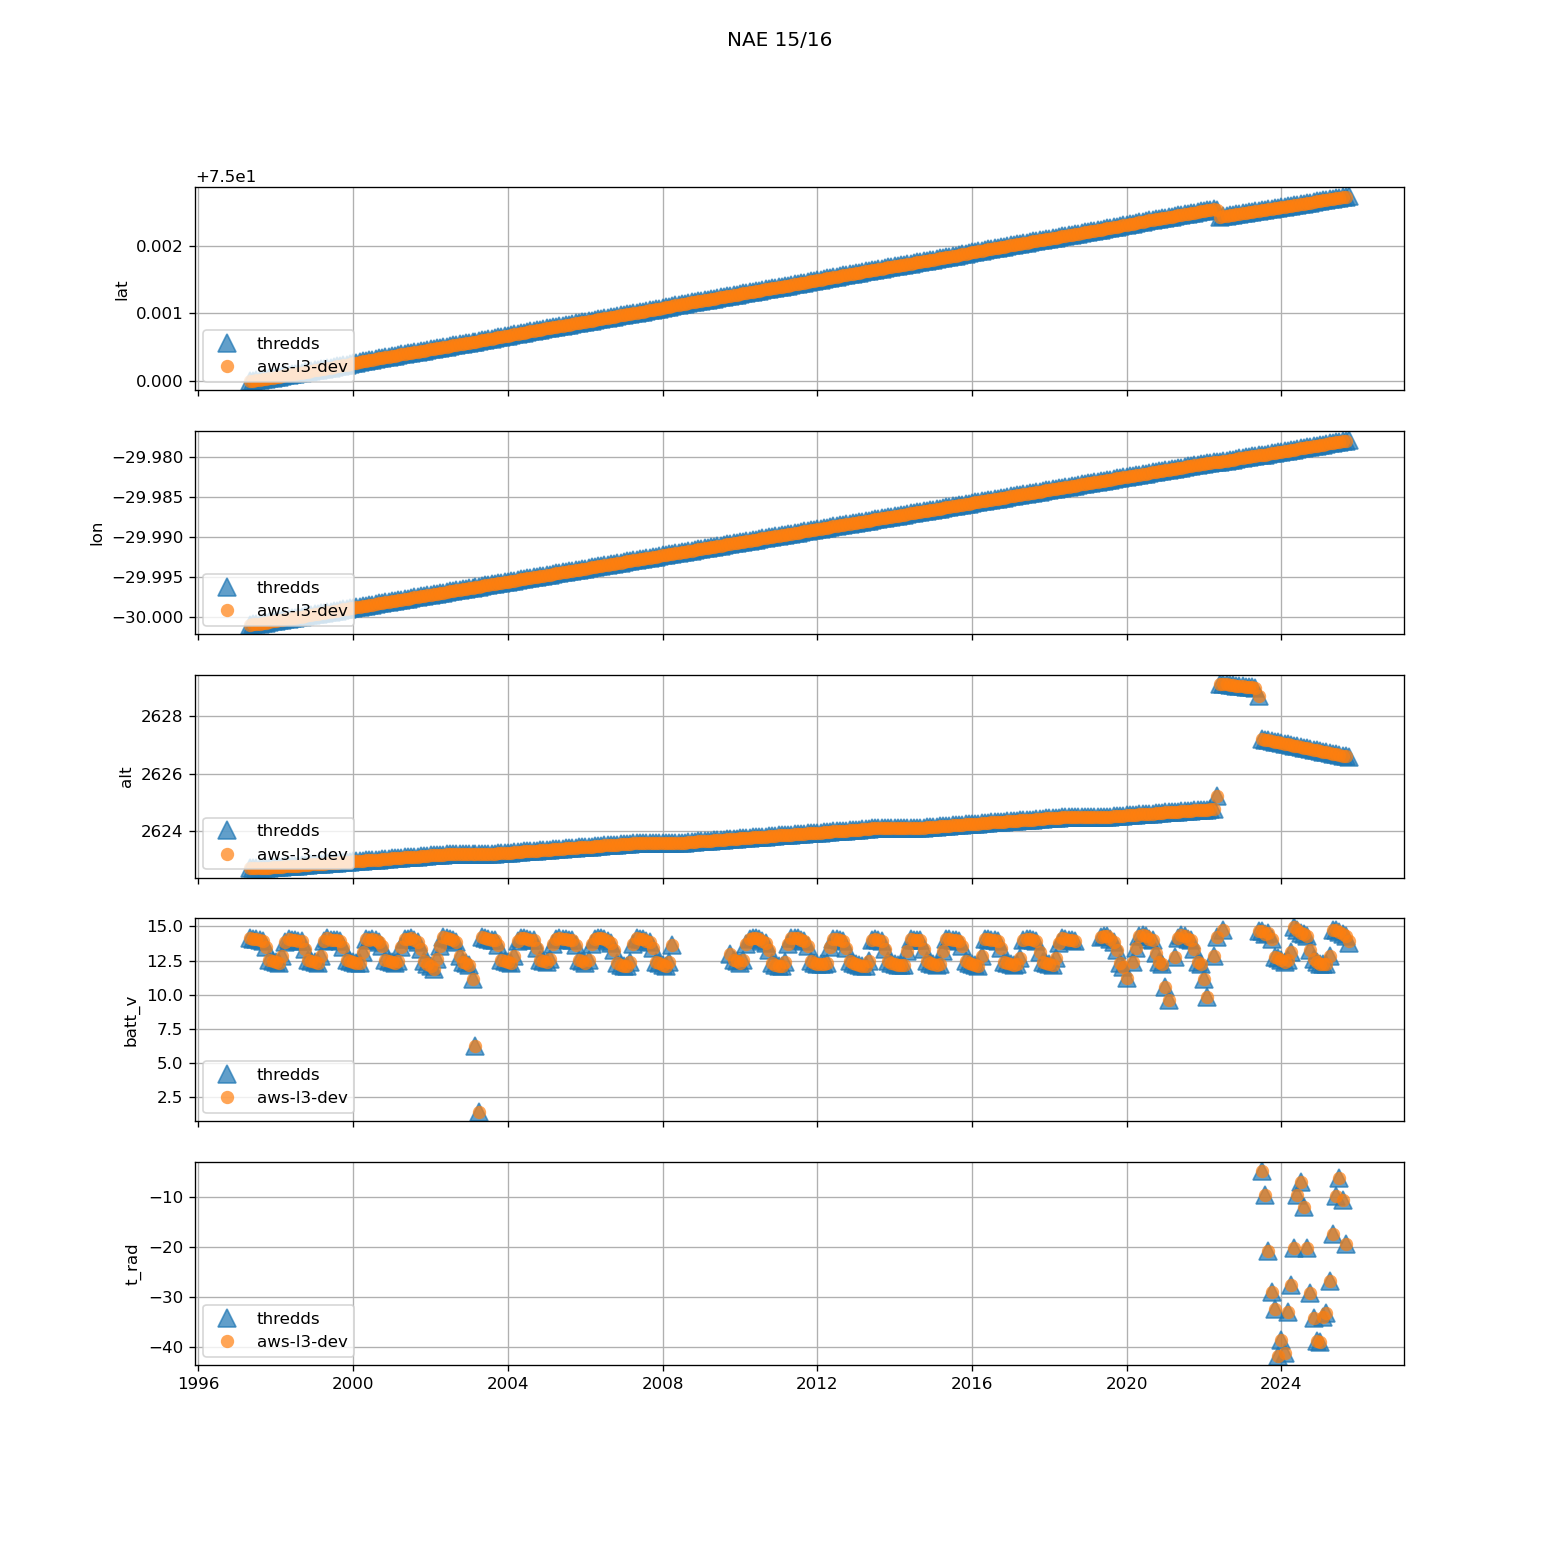 NAE 15/16
+7.5e1
0.002
0.001
0.000
lat
thredds
aws-l3-dev
−29.980
−29.985
−29.990
−29.995
−30.000
lon
thredds
aws-l3-dev
2628
2626
2624
alt
thredds
aws-l3-dev
15.0
12.5
10.0
7.5
5.0
2.5
batt_v
thredds
aws-l3-dev
−10
−20
−30
−40
t_rad
thredds
aws-l3-dev
1996 2000 2004 2008 2012 2016 2020 2024